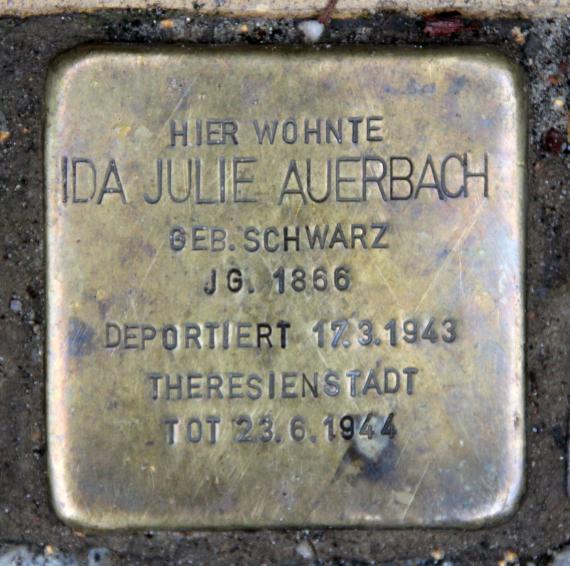 HIER WOHNTE
IDA JULIE AUERBACH
GEB. SCHWARZ
JG. 1866
DEPORTIERT 17.3.1943
THERESIENSTADT
TOT 23.6.1944